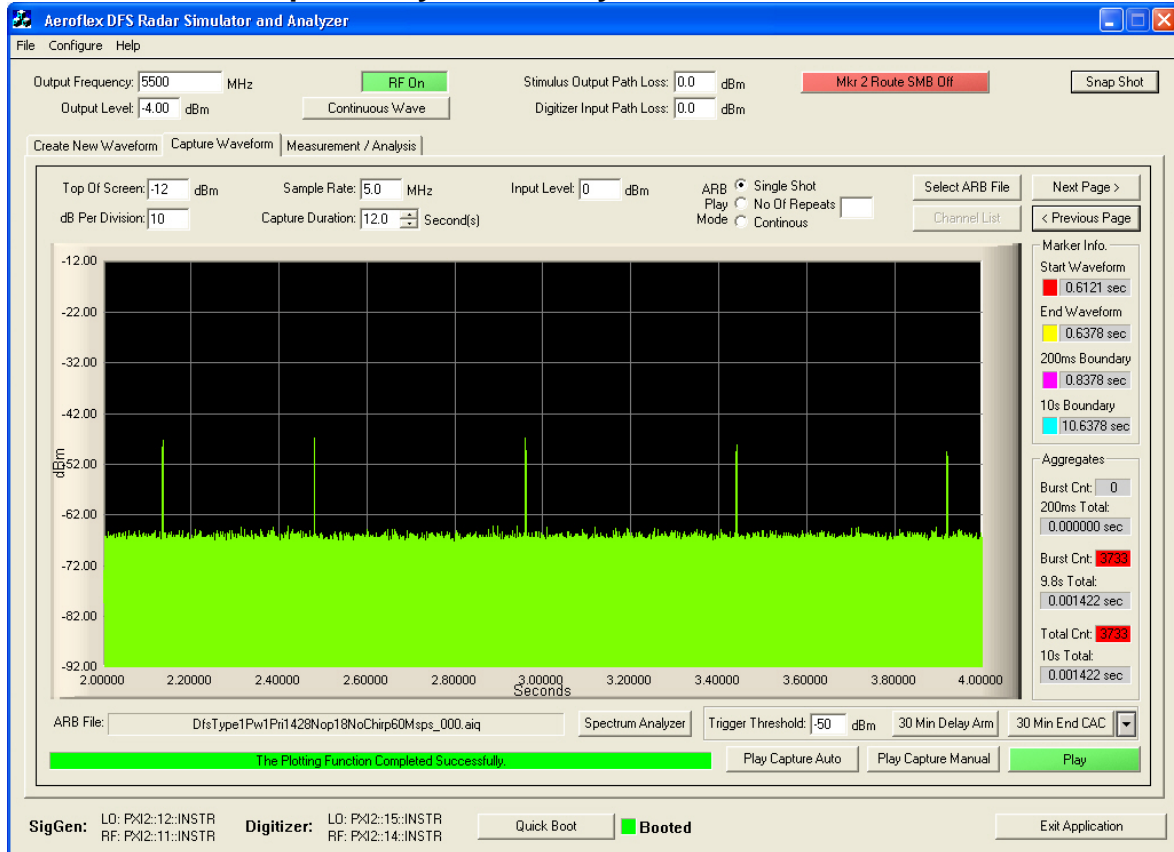 Aeroflex DFS Radar Simulator and Analyzer
File Configure Help
Output Frequency: 5500 MHz RF On Stimulus Output Path Loss: 0.0 dBm Mkr 2 Route SMB Off Snap Shot
Output Level: -4.00 dBm Continuous Wave Digitizer Input Path Loss: 0.0 dBm
Create New Waveform Capture Waveform Measurement / Analysis
Top Of Screen: -12 dBm Sample Rate: 5.0 MHz Input Level: 0 dBm ARB Play Mode Single Shot Select ARB File Next Page >
No Of Repeats
dB Per Division: 10 Capture Duration: 12.0 Second(s) Continous Channel List < Previous Page
-12.00
-22.00
-32.00
-42.00
-52.00
-62.00
-72.00
-82.00
-92.00
dBm
2.00000 2.20000 2.40000 2.60000 2.80000 3.00000 3.20000 3.40000 3.60000 3.80000 4.00000
Seconds
Marker Info.
Start Waveform
0.6121 sec
End Waveform
0.6378 sec
200ms Boundary
0.8378 sec
10s Boundary
10.6378 sec
Aggregates
Burst Cnt: 0
200ms Total:
0.000000 sec
Burst Cnt: 3733
9.8s Total:
0.001422 sec
Total Cnt: 3733
10s Total:
0.001422 sec
ARB File: DfsType1Pw1Pri1428Nop18NoChirp60Msps_000.aiq Spectrum Analyzer Trigger Threshold: -50 dBm 30 Min Delay Arm 30 Min End CAC
The Plotting Function Completed Successfully. Play Capture Auto Play Capture Manual Play
SigGen: LO: PXI2::12::INSTR Digitizer: LO: PXI2::15::INSTR Quick Boot Booted Exit Application
RF: PXI2::11::INSTR RF: PXI2::14::INSTR